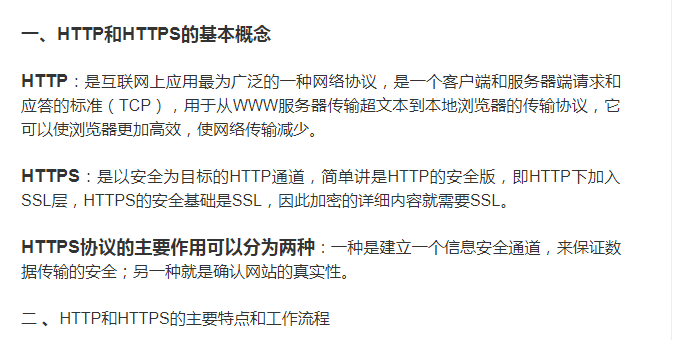 一、HTTP和HTTPS的基本概念
HTTP：是互联网上应用最为广泛的一种网络协议，是一个客户端和服务器端请求和
应答的标准（TCP），用于从WWW服务器传输超文本到本地浏览器的传输协议，它
可以使浏览器更加高效，使网络传输减少。
HTTPS：是以安全为目标的HTTP通道，简单讲是HTTP的安全版，即HTTP下加入
SSL层，HTTPS的安全基础是SSL，因此加密的详细内容就需要SSL。
HTTPS协议的主要作用可以分为两种：一种是建立一个信息安全通道，来保证数
据传输的安全；另一种就是确认网站的真实性。
二 、HTTP和HTTPS的主要特点和工作流程